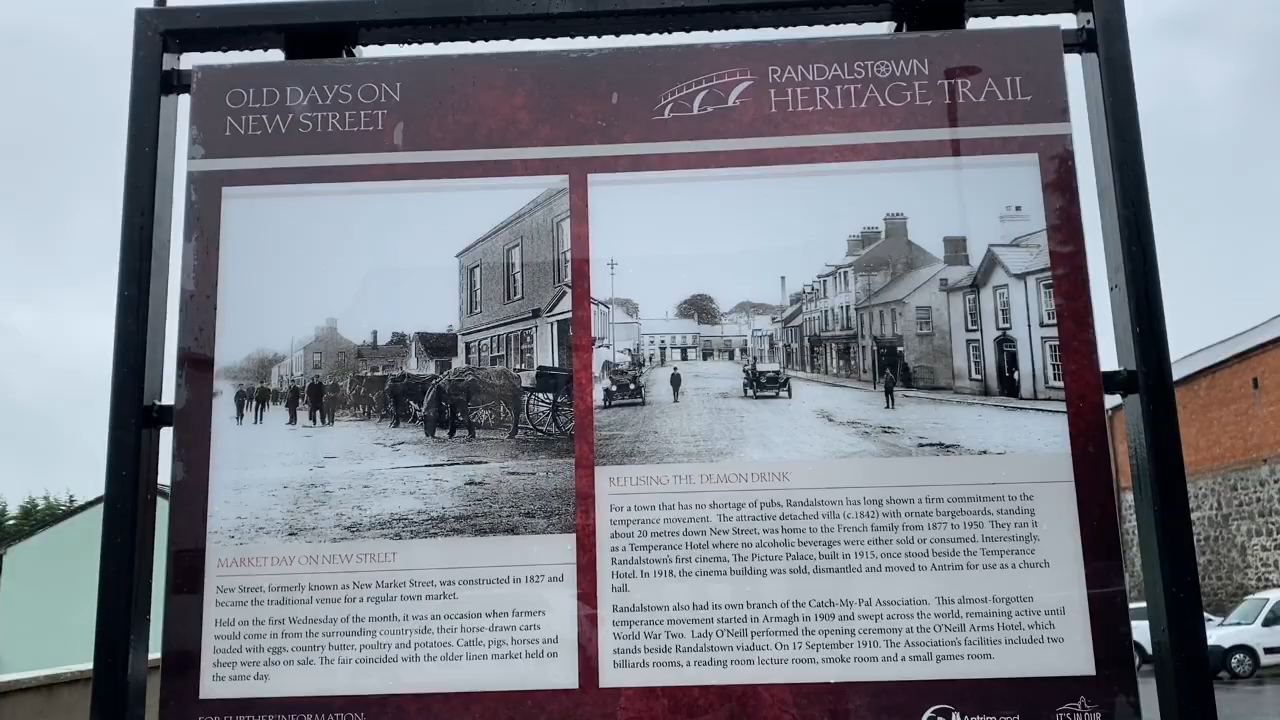 OLD DAYS ON
NEW STREET
RANDALSTOWN
HERITAGE TRAIL
MARKET DAY ON NEW STREET
New Street, formerly known as New Market Street, was constructed in 1827 and
became the traditional venue for a regular town market.
Held on the first Wednesday of the month, it was an occasion when farmers
would come in from the surrounding countryside, their horse-drawn carts
loaded with eggs, country butter, poultry and potatoes. Cattle, pigs, horses and
sheep were also on sale. The fair coincided with the older linen market held on
the same day.
REFUSING THE 'DEMON DRINK'
For a town that has no shortage of pubs, Randalstown has long shown a firm commitment to the
temperance movement. The attractive detached villa (c.1842) with ornate bargeboards, standing
about 20 metres down New Street, was home to the French family from 1877 to 1950. They ran it
as a Temperance Hotel where no alcoholic beverages were either sold or consumed. Interestingly,
Randalstown's first cinema, The Picture Palace, built in 1915, once stood beside the Temperance
Hotel. In 1918, the cinema building was sold, dismantled and moved to Antrim for use as a church
hall.
Randalstown also had its own branch of the Catch-My-Pal Association. This almost-forgotten
temperance movement started in Armagh in 1909 and swept across the world, remaining active until
World War Two. Lady O'Neill performed the opening ceremony at the O'Neill Arms Hotel, which
stands beside Randalstown viaduct. On 17 September 1910. The Association's facilities included two
billiards rooms, a reading room lecture room, smoke room and a small games room.
FOR FURTHER INFORMATION:
Antrim and
IT'S IN OUR